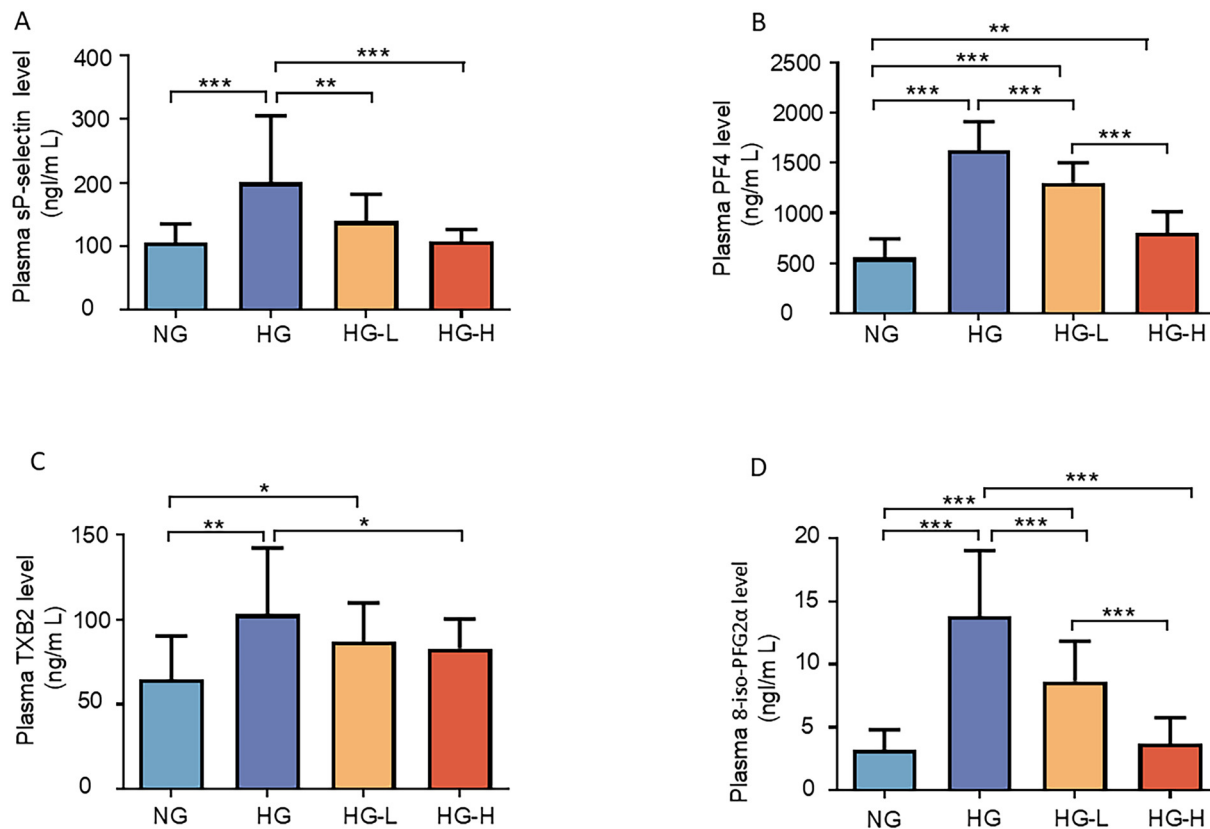 A
Plasma sP-selectin level
(ngl/m L)
400
300
200
100
0
***
**
***
NG HG HG-L HG-H
B
Plasma PF4 level
(ng/m L)
2500
2000
1500
1000
500
0
**
***
*** ***
***
NG HG HG-L HG-H
C
Plasma TXB2 level
(ng/m L)
150
100
50
0
*
** *
NG HG HG-L HG-H
D
Plasma 8-iso-PFG2α level
(ngl/m L)
20
15
10
5
0
***
***
*** ***
***
NG HG HG-L HG-H